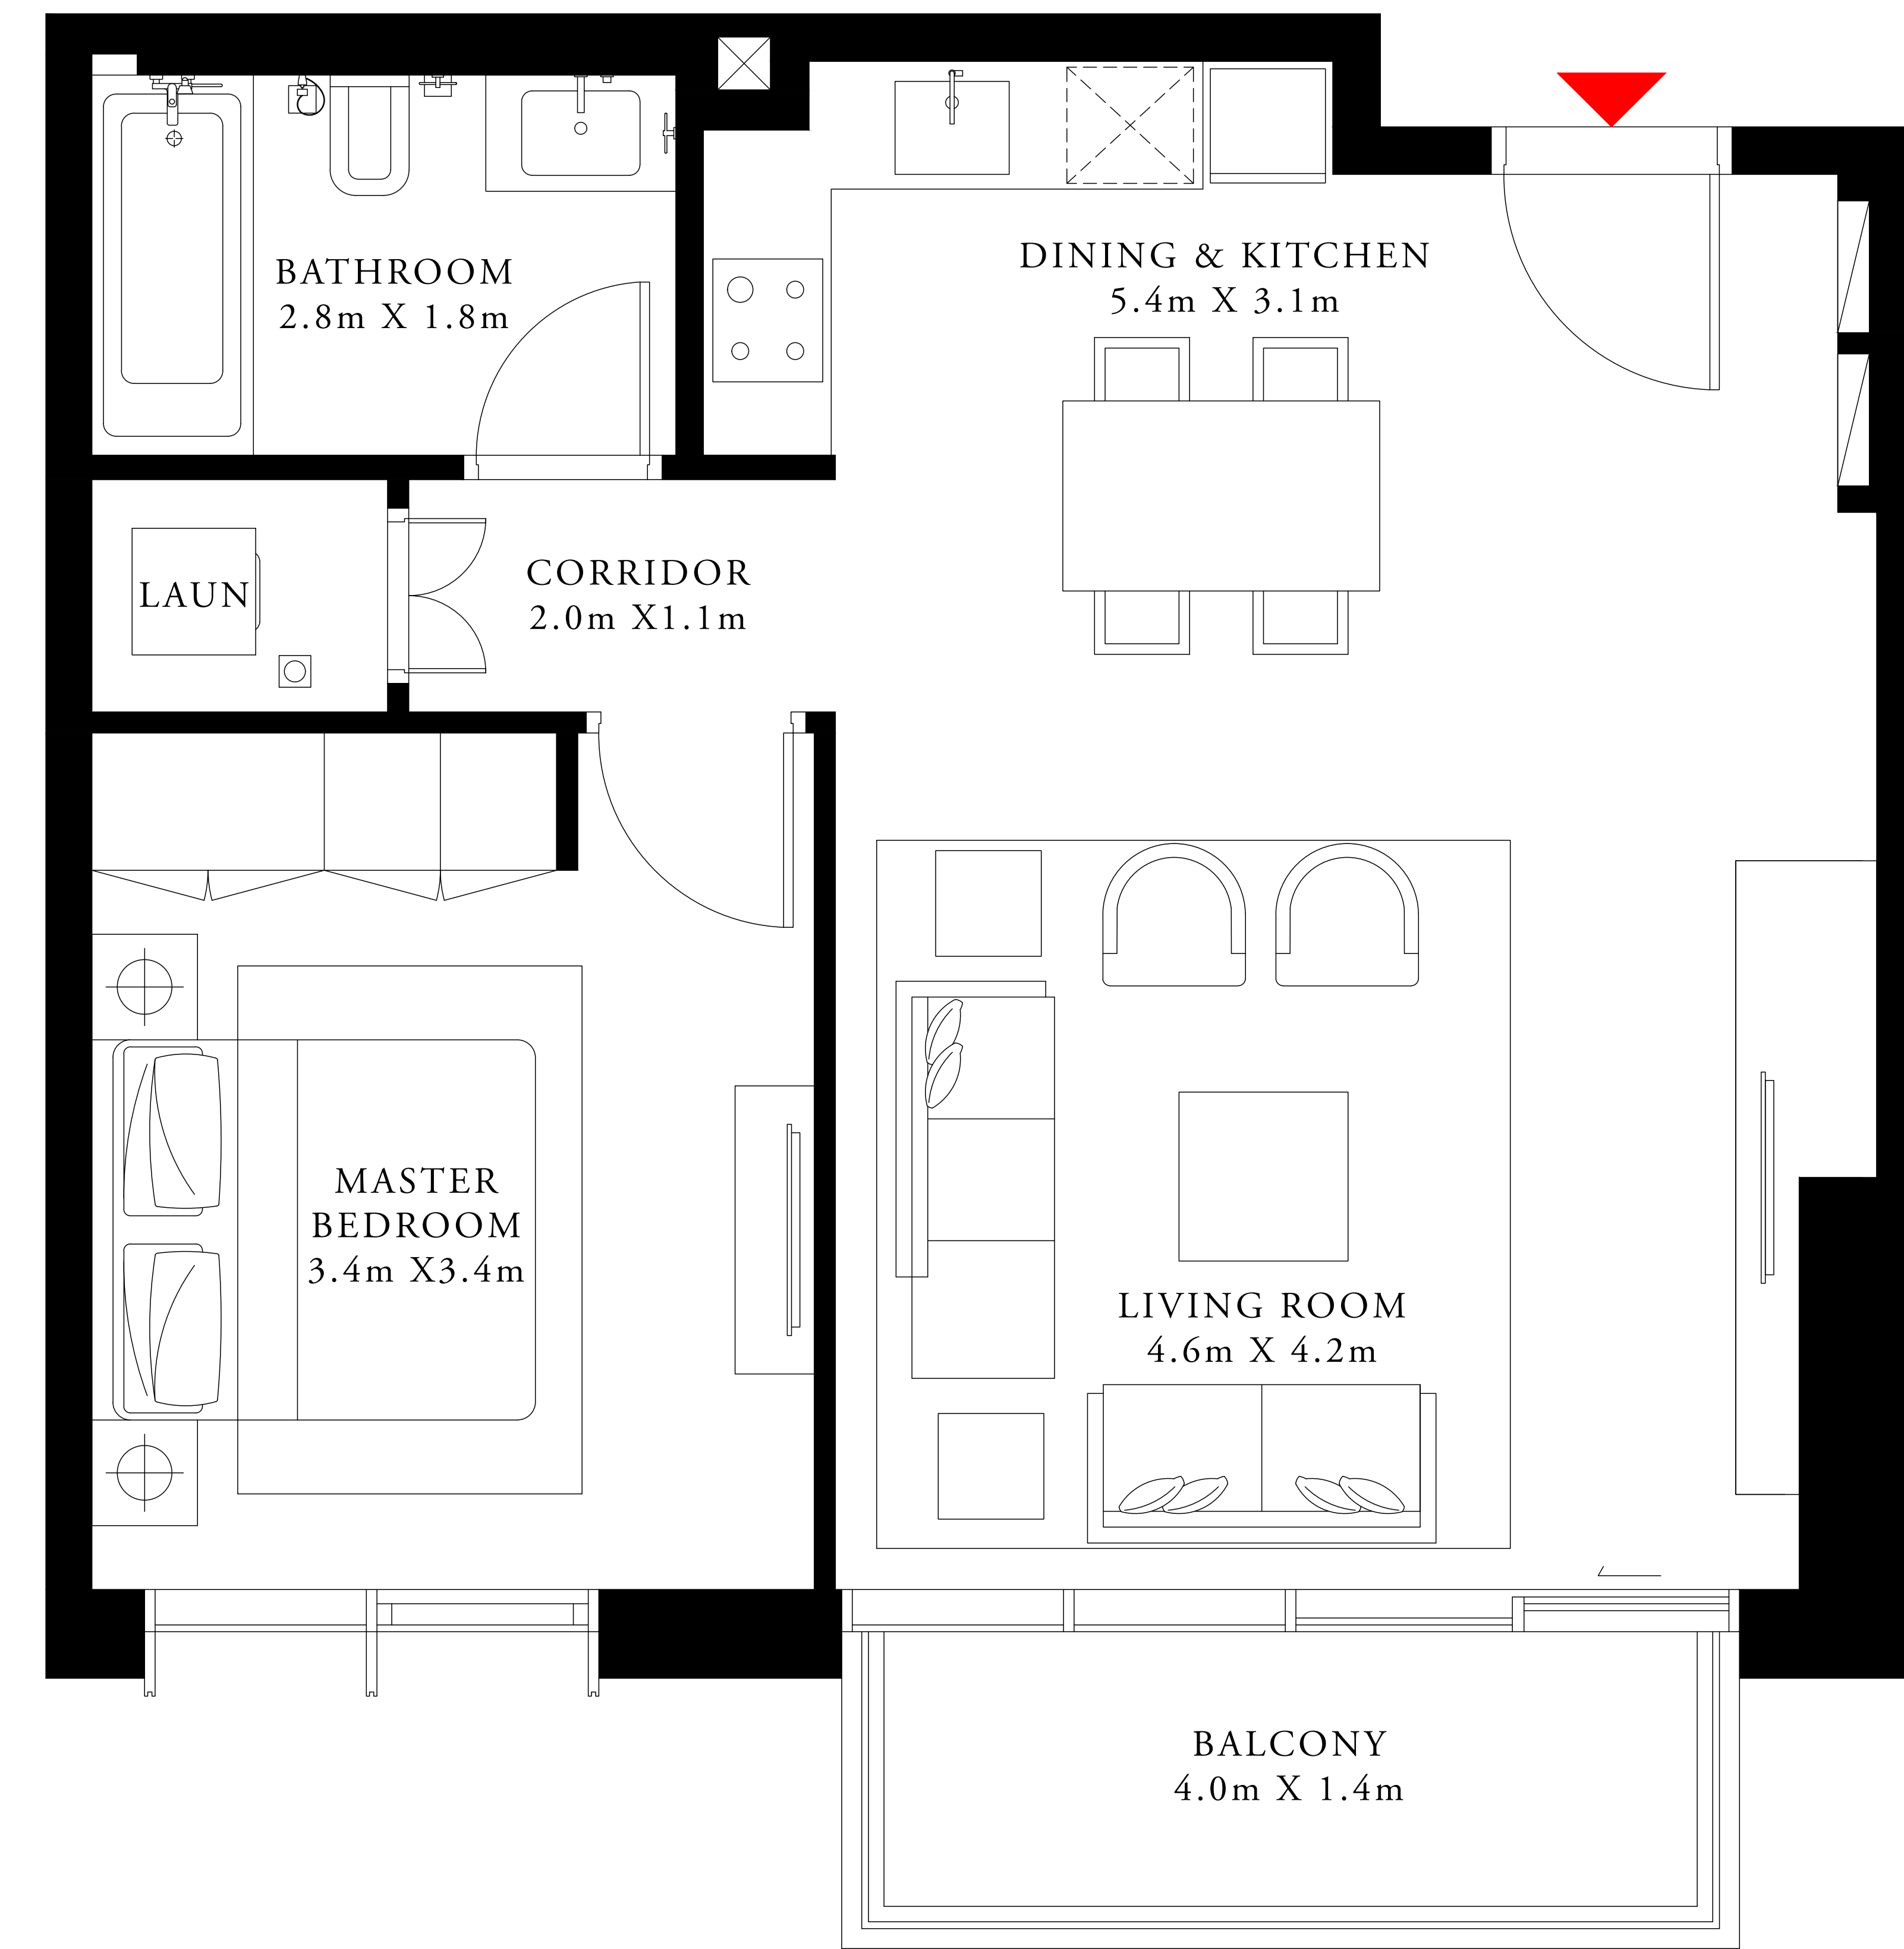 BATHROOM
2.8m X 1.8m
DINING & KITCHEN
5.4m X 3.1m
LAUN
CORRIDOR
2.0m X1.1m
MASTER
BEDROOM
3.4m X3.4m
LIVING ROOM
4.6m X 4.2m
BALCONY
4.0m X 1.4m